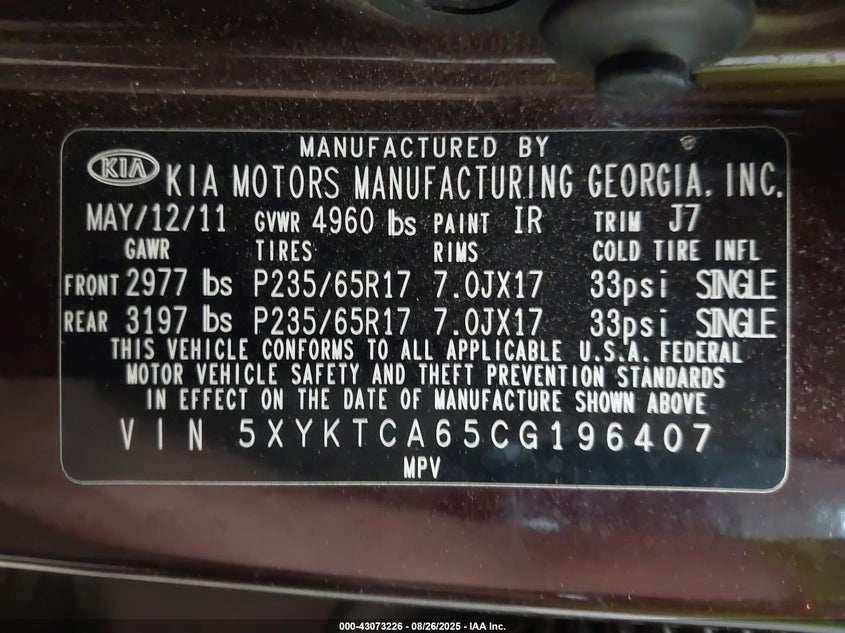 MANUFACTURED BY
KIA KIA MOTORS MANUFACTURING GEORGIA, INC.
MAY/12/11 GVWR 4960 lbs PAINT IR TRIM J7
GAWR TIRES RIMS COLD TIRE INFL
FRONT 2977 lbs P235/65R17 7.0JX17 33psi SINGLE
REAR 3197 lbs P235/65R17 7.0JX17 33psi SINGLE
THIS VEHICLE CONFORMS TO ALL APPLICABLE U.S.A. FEDERAL
MOTOR VEHICLE SAFETY AND THEFT PREVENTION STANDARDS
IN EFFECT ON THE DATE OF MANUFACTURE SHOWN ABOVE
VIN 5XYKTCA65CG196407
MPV
000-43073226 - 08/26/2025 - IAA Inc.